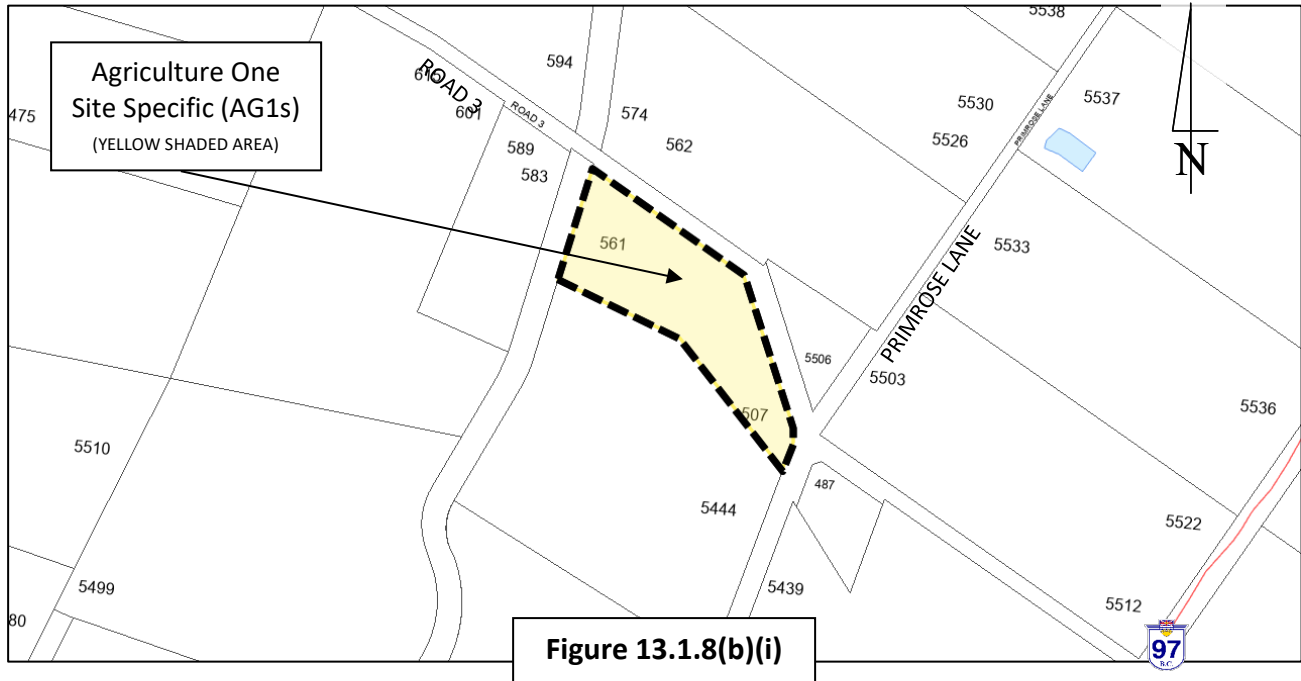 5538
594
Agriculture One
Site Specific (AG1s)
(YELLOW SHADED AREA)
615
ROAD 3
601
ROAD 3
475
574
562
5530
5537
5526
PRIMROSE LANE
N
589
583
561
5533
PRIMROSE LANE
5506
5503
5536
507
5510
487
5444
5522
5499
5439
5512
80
Figure 13.1.8(b)(i)
97
B.C.